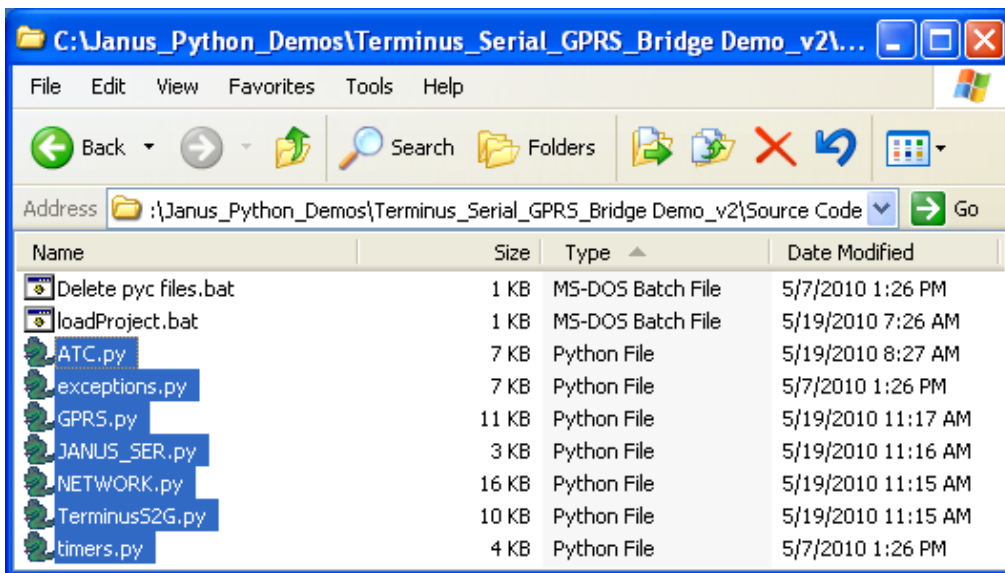 C:\Janus_Python_Demos\Terminus_Serial_GPRS_Bridge Demo_v2\...
File Edit View Favorites Tools Help
Back Search Folders
Address :\Janus_Python_Demos\Terminus_Serial_GPRS_Bridge Demo_v2\Source Code Go
Name Size Type Date Modified
Delete pyc files.bat 1 KB MS-DOS Batch File 5/7/2010 1:26 PM
loadProject.bat 1 KB MS-DOS Batch File 5/19/2010 7:26 AM
ATC.py 7 KB Python File 5/19/2010 8:27 AM
exceptions.py 7 KB Python File 5/7/2010 1:26 PM
GPRS.py 11 KB Python File 5/19/2010 11:17 AM
JANUS_SER.py 3 KB Python File 5/19/2010 11:16 AM
NETWORK.py 16 KB Python File 5/19/2010 11:15 AM
TerminusS2G.py 10 KB Python File 5/19/2010 11:15 AM
timers.py 4 KB Python File 5/7/2010 1:26 PM